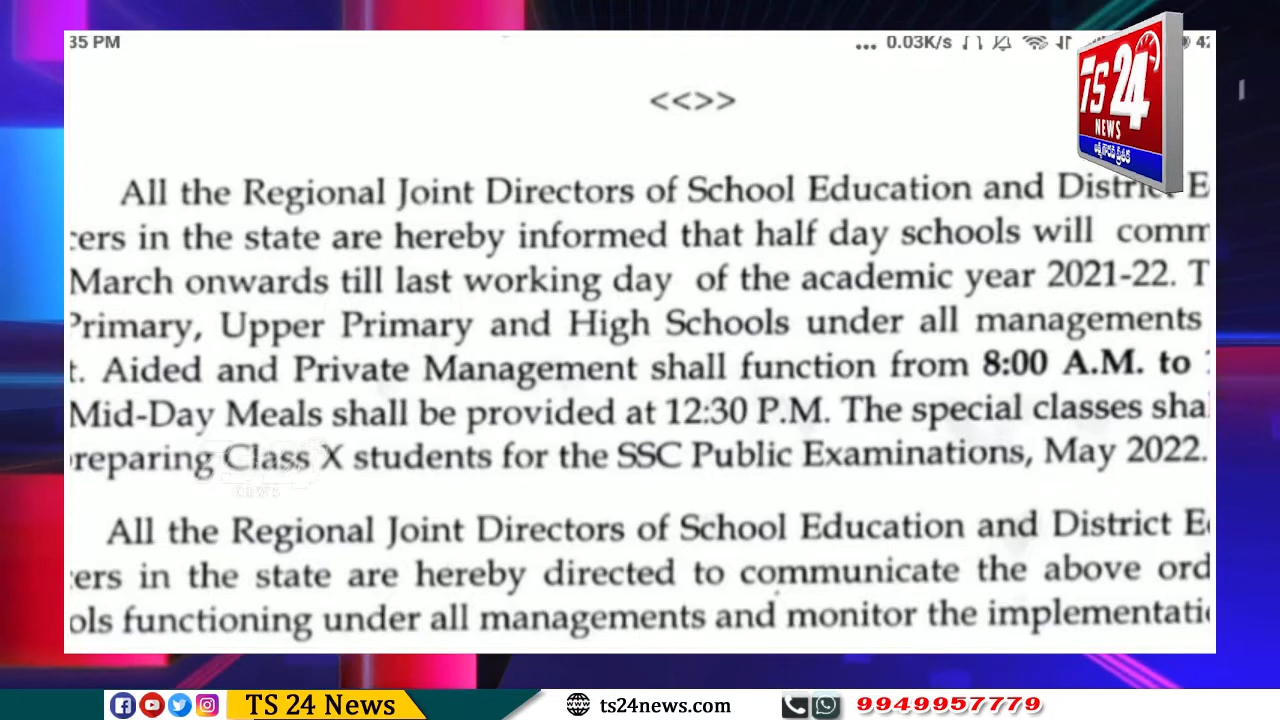 35 PM
... 0.03K/s
<<>>
TS 24
NEWS
All the Regional Joint Directors of School Education and District E
cers in the state are hereby informed that half day schools will comm
March onwards till last working day of the academic year 2021-22. T
Primary, Upper Primary and High Schools under all managements
t. Aided and Private Management shall function from 8:00 A.M. to
Mid-Day Meals shall be provided at 12:30 P.M. The special classes sha
preparing Class X students for the SSC Public Examinations, May 2022.
All the Regional Joint Directors of School Education and District E
cers in the state are hereby directed to communicate the above ord
ols functioning under all managements and monitor the implementati
TS 24 News
ts24news.com
9949957779